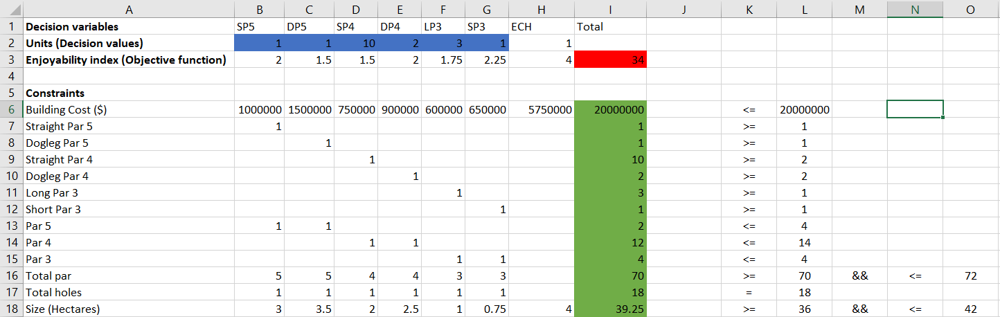 A B C D E F G H I J K L M N O
1 Decision variables SP5 DP5 SP4 DP4 LP3 SP3 ECH Total
2 Units (Decision values) 1 1 10 2 3 1 1
3 Enjoyability index (Objective function) 2 1.5 1.5 2 1.75 2.25 4 34
4
5 Constraints
6 Building Cost ($) 1000000 1500000 750000 900000 600000 650000 5750000 20000000 <= 20000000
7 Straight Par 5 1 1 >= 1
8 Dogleg Par 5 1 1 >= 1
9 Straight Par 4 1 10 >= 2
10 Dogleg Par 4 1 2 >= 2
11 Long Par 3 1 3 >= 1
12 Short Par 3 1 1 >= 1
13 Par 5 1 1 2 <= 4
14 Par 4 1 1 12 <= 14
15 Par 3 1 1 4 <= 4
16 Total par 5 5 4 4 3 3 70 >= 70 && <= 72
17 Total holes 1 1 1 1 1 1 18 = 18
18 Size (Hectares) 3 3.5 2 2.5 1 0.75 4 39.25 >= 36 && <= 42